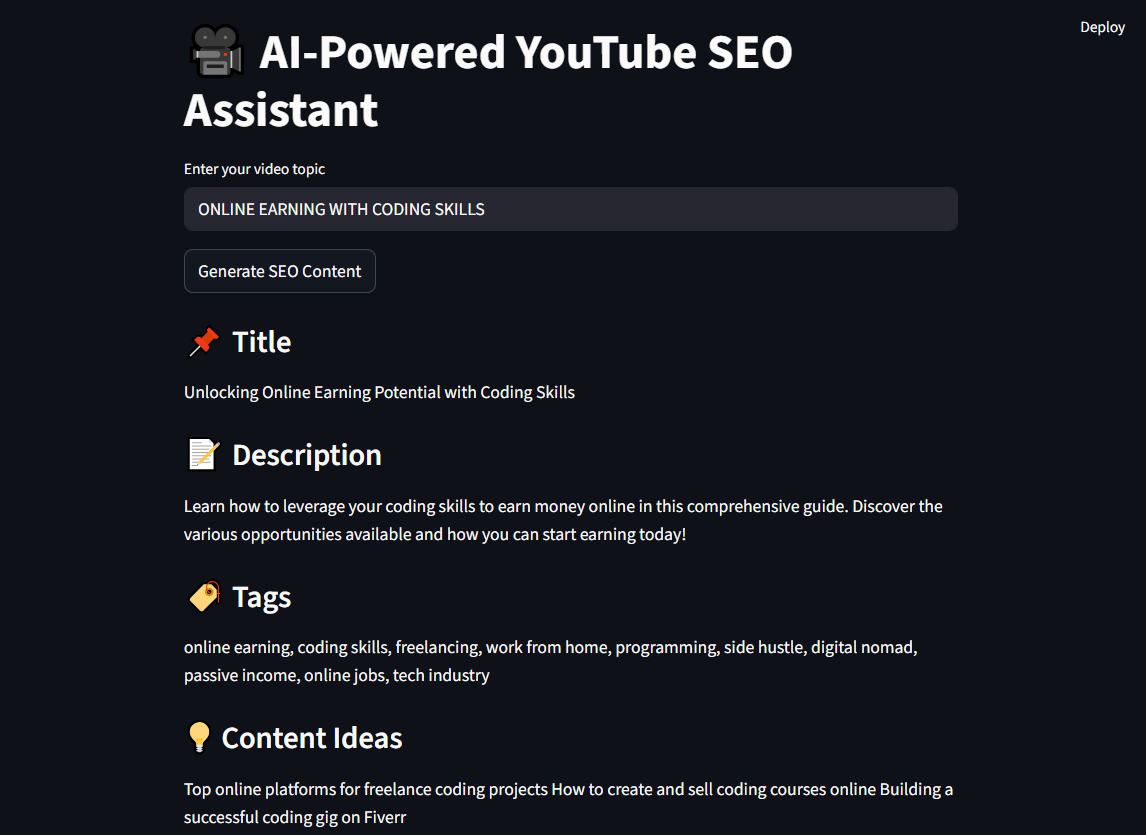 Deploy
AI-Powered YouTube SEO
Assistant
Enter your video topic
ONLINE EARNING WITH CODING SKILLS
Generate SEO Content
Title
Unlocking Online Earning Potential with Coding Skills
Description
Learn how to leverage your coding skills to earn money online in this comprehensive guide. Discover the
various opportunities available and how you can start earning today!
Tags
online earning, coding skills, freelancing, work from home, programming, side hustle, digital nomad,
passive income, online jobs, tech industry
Content Ideas
Top online platforms for freelance coding projects How to create and sell coding courses online Building a
successful coding gig on Fiverr